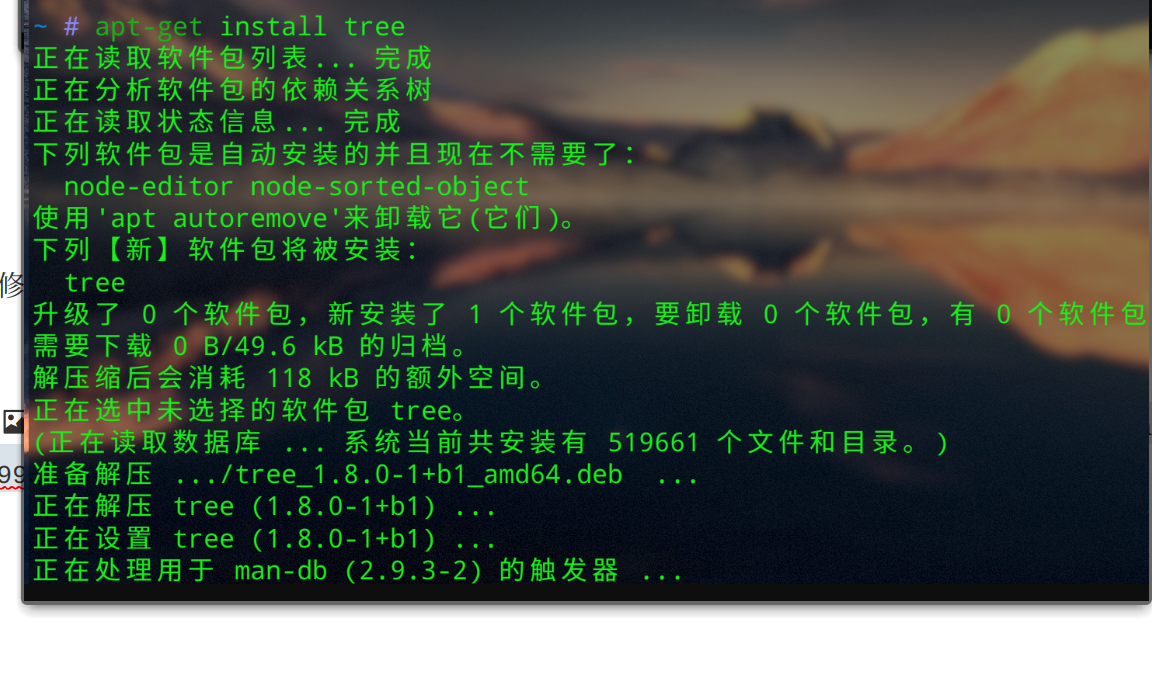 ~ # apt-get install tree
正在读取软件包列表... 完成
正在分析软件包的依赖关系树
正在读取状态信息... 完成
下列软件包是自动安装的并且现在不需要了：
node-editor node-sorted-object
使用'apt autoremove'来卸载它(它们)。
下列【新】软件包将被安装：
tree
修
升级了 0 个软件包，新安装了 1 个软件包，要卸载 0 个软件包，有 0 个软件包
需要下载 0 B/49.6 kB 的归档。
解压缩后会消耗 118 kB 的额外空间。
正在选中未选择的软件包 tree。
(正在读取数据库 ... 系统当前共安装有 519661 个文件和目录。)
准备解压 .../tree_1.8.0-1+b1_amd64.deb  ...
99
正在解压 tree (1.8.0-1+b1) ...
正在设置 tree (1.8.0-1+b1) ...
正在处理用于 man-db (2.9.3-2) 的触发器 ...